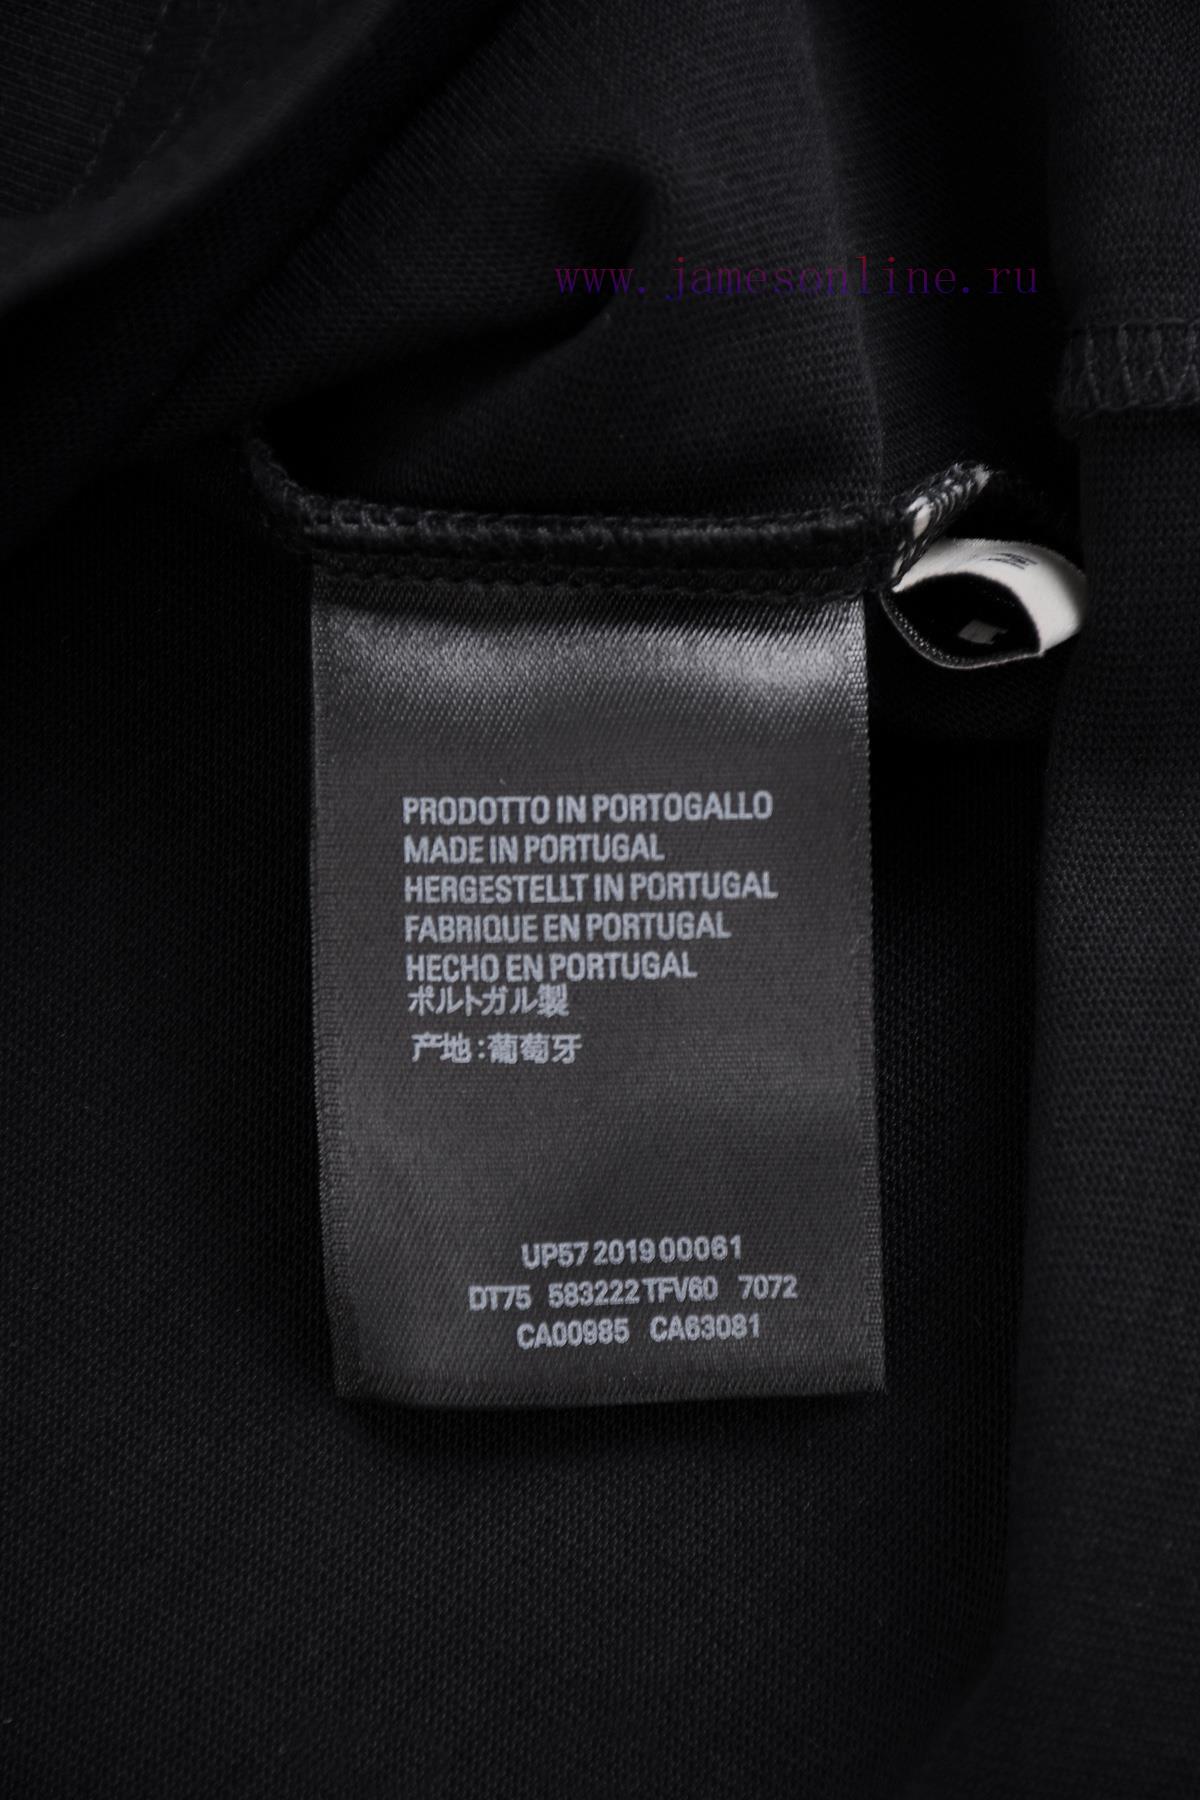 www.jamesonline.ru
PRODOTTO IN PORTOGALLO
MADE IN PORTUGAL
HERGESTELLT IN PORTUGAL
FABRIQUE EN PORTUGAL
HECHO EN PORTUGAL
ポルトガル製
产地:葡萄牙
UP57 2019 00061
DT75 583222 TFV60 7072
CA00985 CA63081